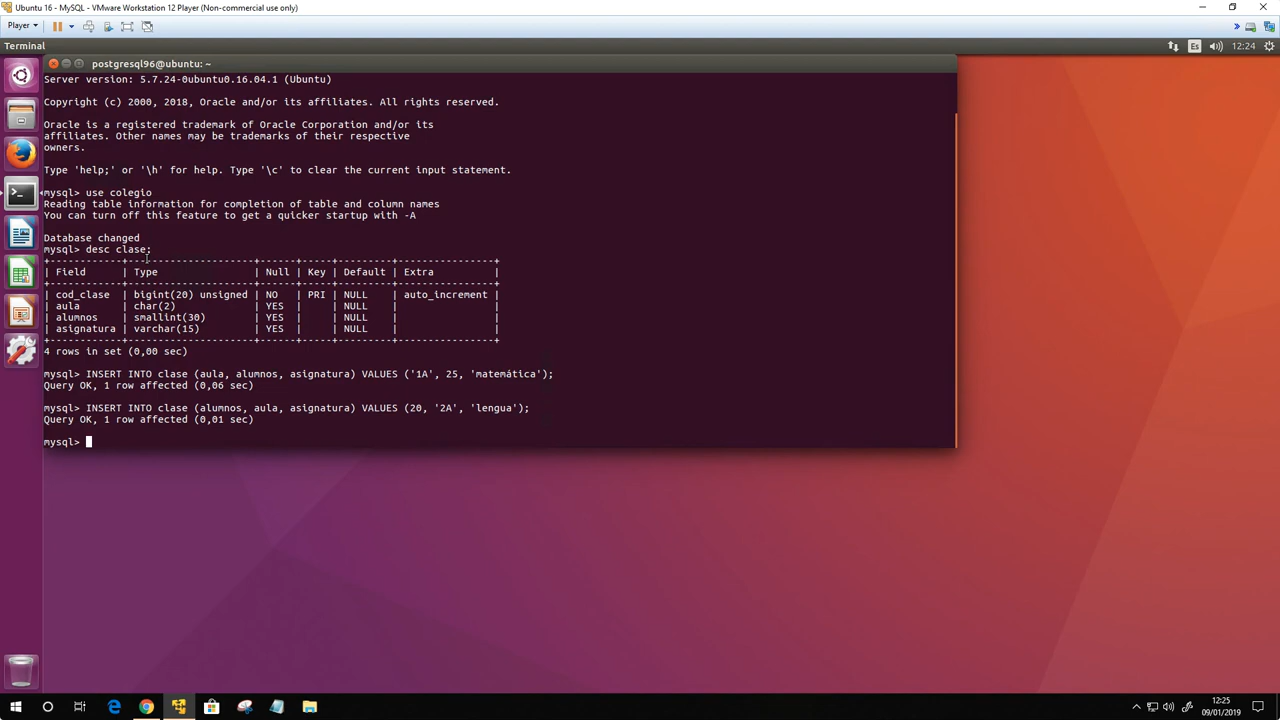 Ubuntu 16 - MySQL - VMware Workstation 12 Player (Non-commercial use only)
Player
Terminal
Es
12:24
postgresql96@ubuntu: ~
Server version: 5.7.24-0ubuntu0.16.04.1 (Ubuntu)
Copyright (c) 2000, 2018, Oracle and/or its affiliates. All rights reserved.
Oracle is a registered trademark of Oracle Corporation and/or its
affiliates. Other names may be trademarks of their respective
owners.
Type 'help;' or '\h' for help. Type '\c' to clear the current input statement.
mysql> use colegio
Reading table information for completion of table and column names
You can turn off this feature to get a quicker startup with -A
Database changed
mysql> desc clase;
+-----------+---------------------+------+-----+---------+----------------+
| Field | Type | Null | Key | Default | Extra |
+-----------+---------------------+------+-----+---------+----------------+
| cod_clase | bigint(20) unsigned | NO | PRI | NULL | auto_increment |
| aula | char(2) | YES | | NULL | |
| alumnos | smallint(30) | YES | | NULL | |
| asignatura | varchar(15) | YES | | NULL | |
+-----------+---------------------+------+-----+---------+----------------+
4 rows in set (0,00 sec)
mysql> INSERT INTO clase (aula, alumnos, asignatura) VALUES ('1A', 25, 'matemática');
Query OK, 1 row affected (0,06 sec)
mysql> INSERT INTO clase (alumnos, aula, asignatura) VALUES (20, '2A', 'lengua');
Query OK, 1 row affected (0,01 sec)
mysql>
12:25
09/01/2019